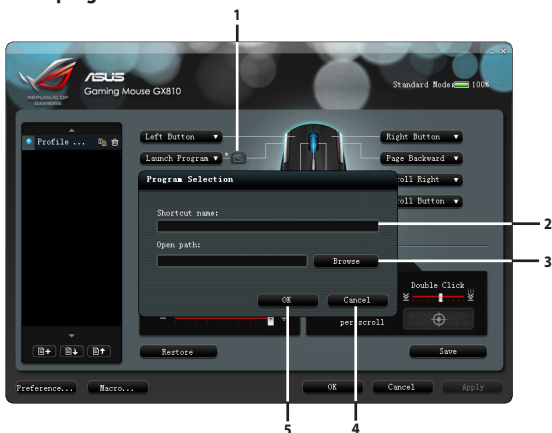 1
ASUS
Gaming Mouse GX810
REPUBLIC OF
GAMERS
Standard Mode 100%
Left Button
Right Button
Profile ...
Launch Program
Page Backward
Program Selection
roll Right
Shortcut name:
roll Button
2
Open path:
Browse
3
Double Click
OK
Cancel
per scroll
Restore
Save
Preference...
Macro...
OK
Cancel
Apply
5
4